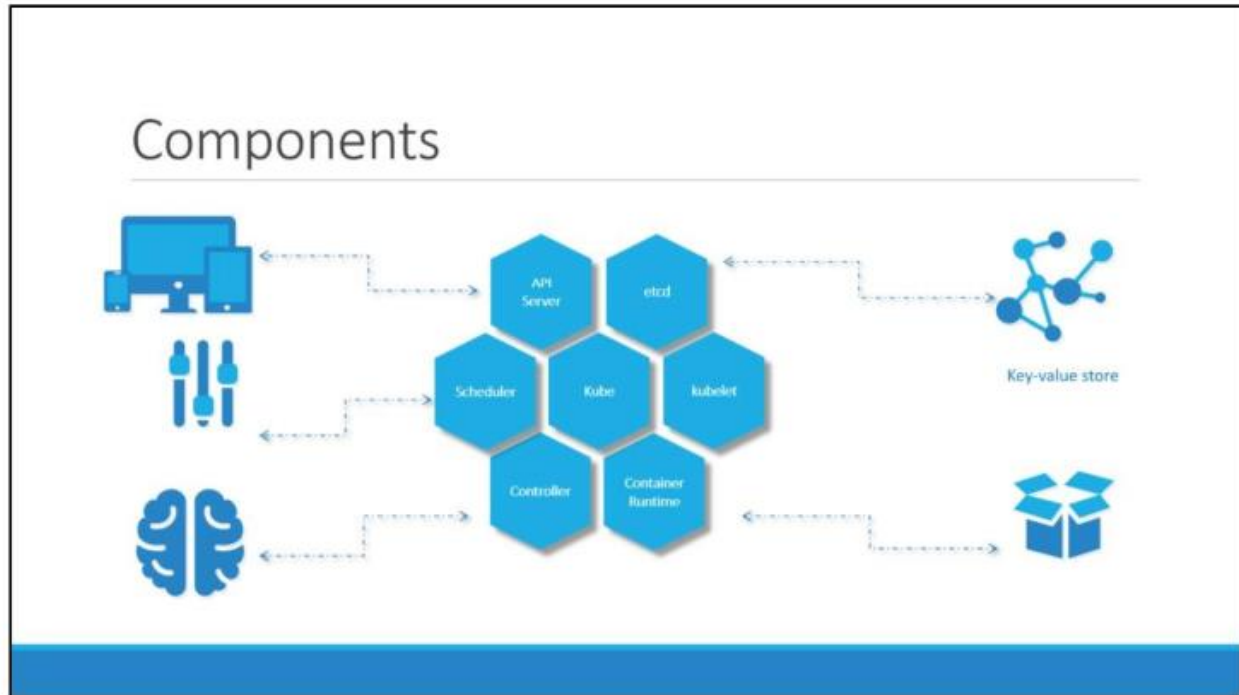 Components
API
Server
etcd
Scheduler
Kube
kubelet
Key-value store
Controller
Container
Runtime